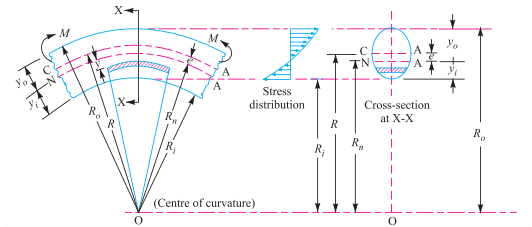 X
M
M
C
N
A
A
y
e
yₒ
yᵢ
X
Rₒ
R
Rₙ
Rᵢ
(Centre of curvature)
O
Stress
distribution
Rᵢ
R
Rₙ
C
N
A
A
e
yₒ
yᵢ
Cross-section
at X-X
Rₒ
O